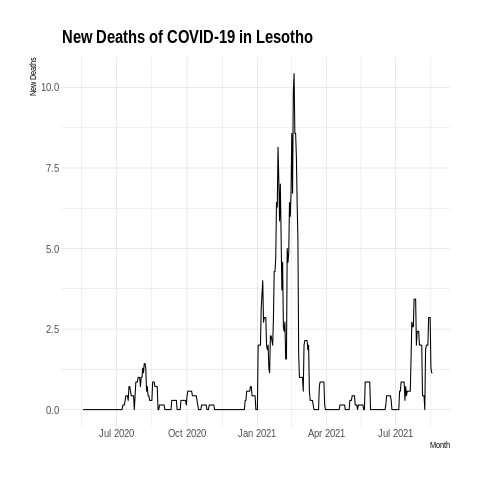 New Deaths of COVID-19 in Lesotho
New Deaths
10.0
7.5
5.0
2.5
0.0
Jul 2020 Oct 2020 Jan 2021 Apr 2021 Jul 2021
Month